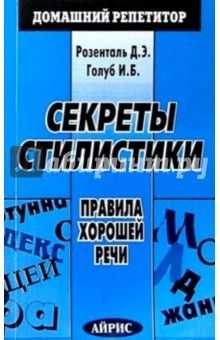 ДОМАШНИЙ РЕПЕТИТОР
Розенталь Д.Э.
Голуб И.Б.
СЕКРЕТЫ
СТИЛИСТИКИ
ПРАВИЛА
ХОРОШЕЙ
РЕЧИ
АЙРИС